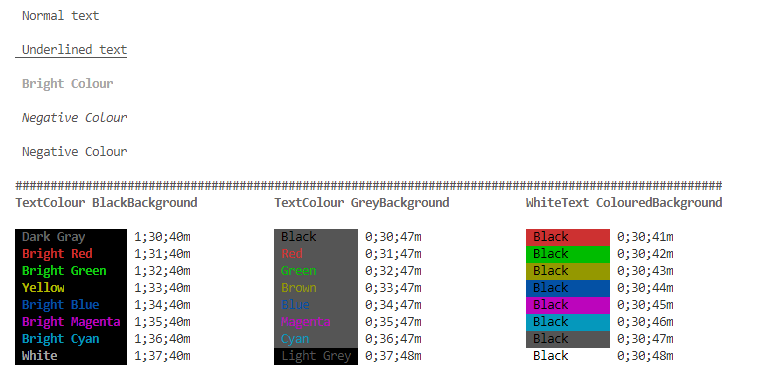 Normal text
Underlined text
Bright Colour
Negative Colour
Negative Colour
#####################################################################################################
TextColour BlackBackground TextColour GreyBackground WhiteText ColouredBackground
Dark Gray 1;30;40m Black 0;30;47m Black 0;30;41m
Bright Red 1;31;40m Red 0;31;47m Black 0;30;42m
Bright Green 1;32;40m Green 0;32;47m Black 0;30;43m
Yellow 1;33;40m Brown 0;33;47m Black 0;30;44m
Bright Blue 1;34;40m Blue 0;34;47m Black 0;30;45m
Bright Magenta 1;35;40m Magenta 0;35;47m Black 0;30;46m
Bright Cyan 1;36;40m Cyan 0;36;47m Black 0;30;47m
White 1;37;40m Light Grey 0;37;48m Black 0;30;48m